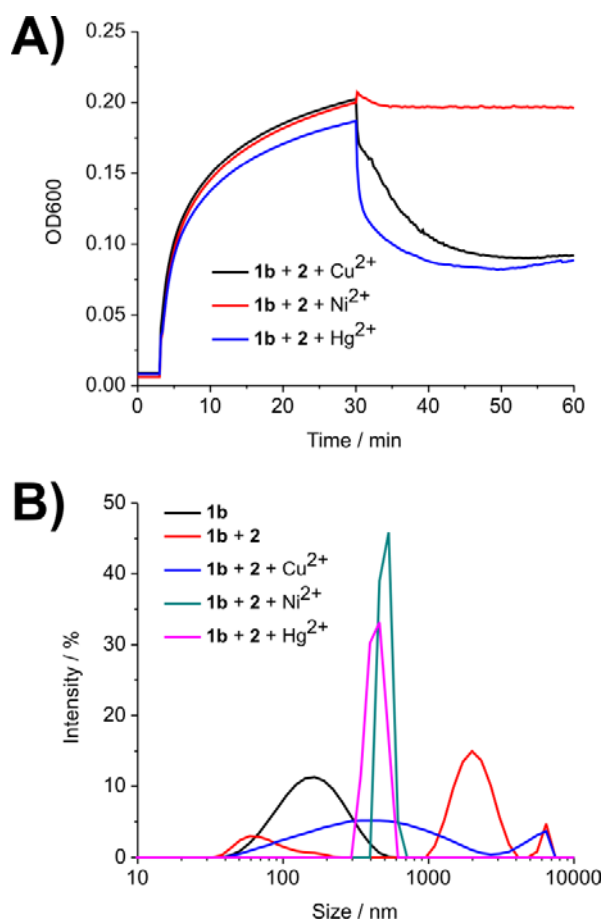 A)
0.25
0.20
0.15
0.10
0.05
0.00
OD600
1b + 2 + Cu²⁺
1b + 2 + Ni²⁺
1b + 2 + Hg²⁺
0 10 20 30 40 50 60
Time / min
B)
50
40
30
20
10
0
Intensity / %
1b
1b + 2
1b + 2 + Cu²⁺
1b + 2 + Ni²⁺
1b + 2 + Hg²⁺
10 100 1000 10000
Size / nm